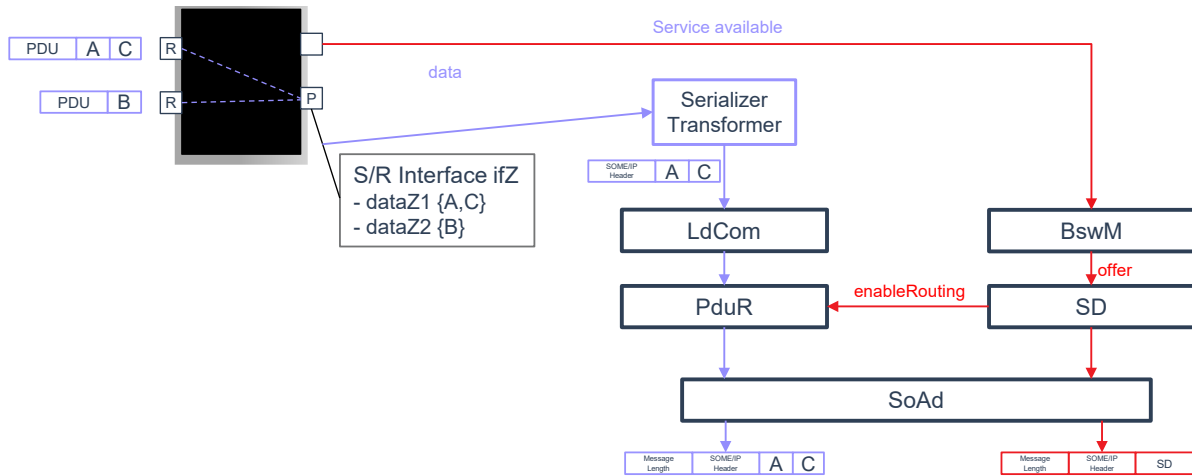 Service available
PDU A C
R
data
PDU B
R
P
Serializer
Transformer
S/R Interface ifZ
- dataZ1 {A,C}
- dataZ2 {B}
SOME/IP
Header
A C
LdCom
BswM
offer
enableRouting
PduR
SD
SoAd
Message
Length
SOME/IP
Header
A C
Message
Length
SOME/IP
Header
SD